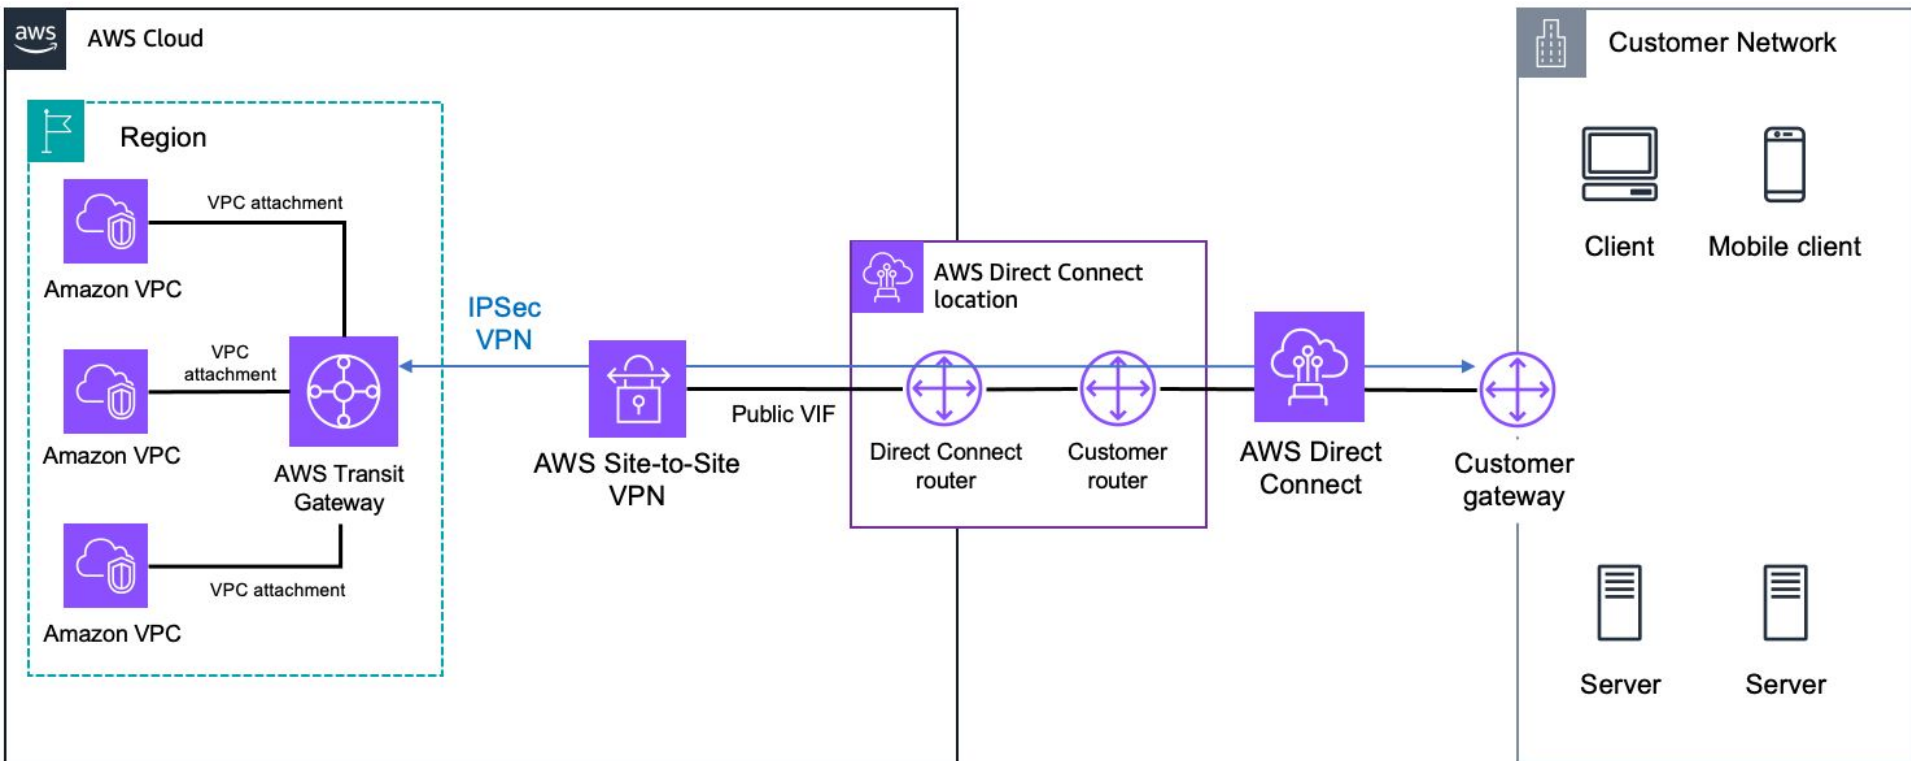 aws
AWS Cloud
Region
VPC attachment
Amazon VPC
VPC
attachment
Amazon VPC
AWS Transit
Gateway
VPC attachment
Amazon VPC
IPSec
VPN
AWS Site-to-Site
VPN
Public VIF
AWS Direct Connect
location
Direct Connect
router
Customer
router
AWS Direct
Connect
Customer
gateway
Customer Network
Client
Mobile client
Server
Server